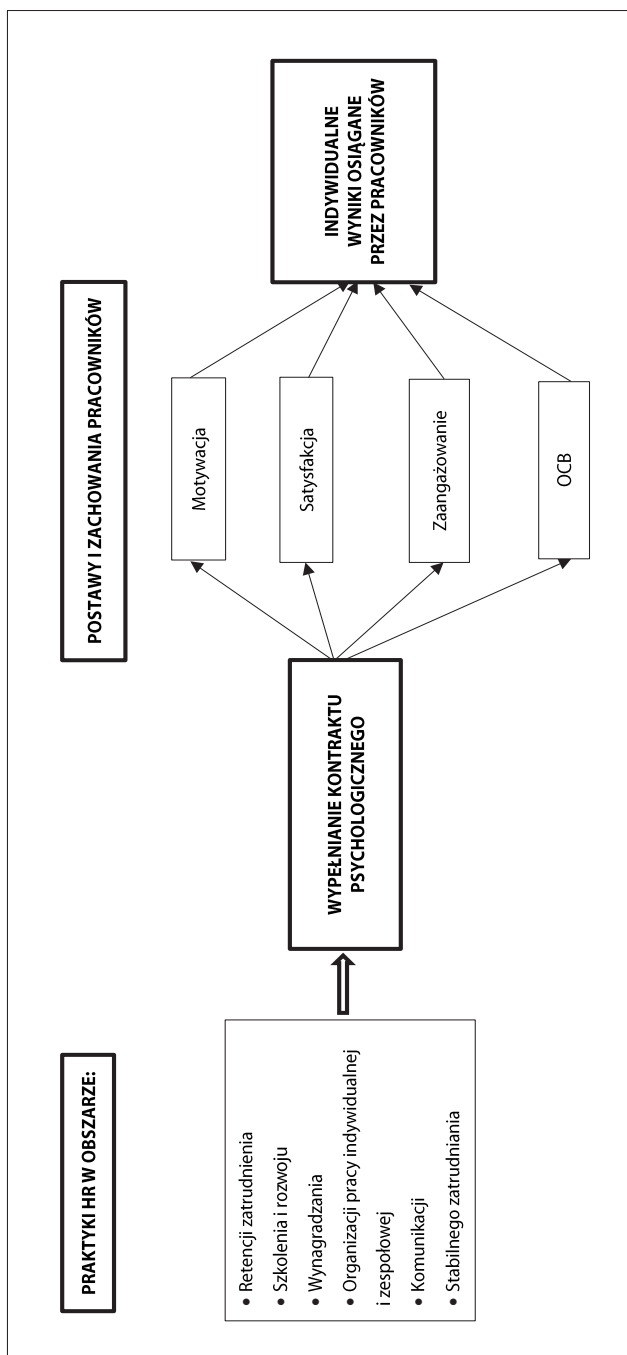 PRAKTYKI HR W OBSZARZE:
• Retencji zatrudnienia
• Szkolenia i rozwoju
• Wynagradzania
• Organizacji pracy indywidualnej
i zespołowej
• Komunikacji
• Stabilnego zatrudniania
WYPEŁNIANIE KONTRAKTU
PSYCHOLOGICZNEGO
POSTAWY I ZACHOWANIA PRACOWNIKÓW
Motywacja
Satysfakcja
Zaangażowanie
OCB
INDYWIDUALNE
WYNIKI OSIĄGANE
PRZEZ PRACOWNIKÓW